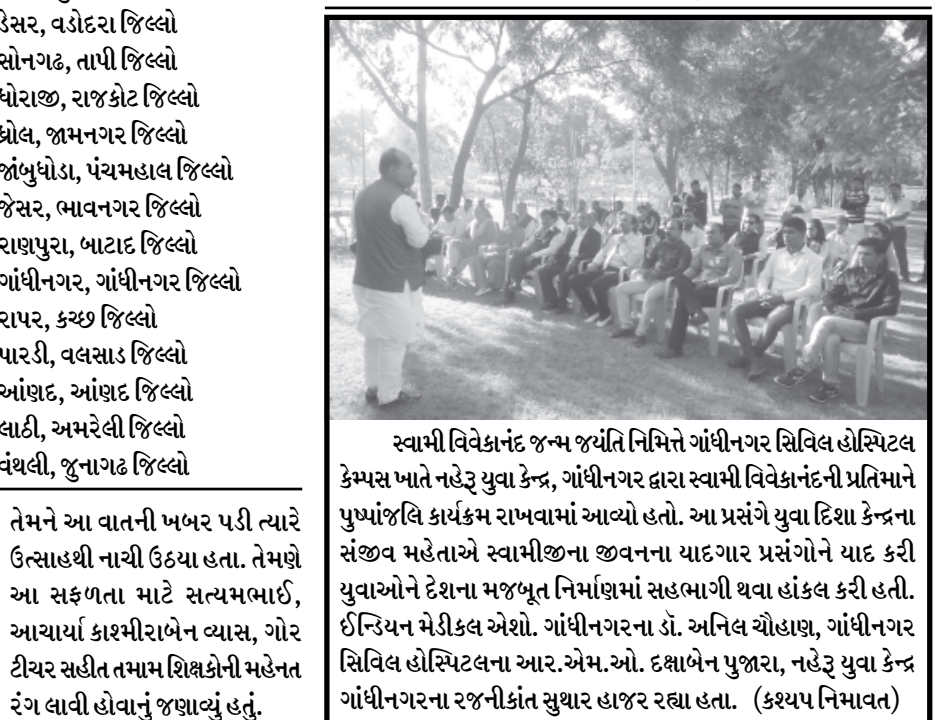 ડેસર, વડોદરા જિલ્લો
સોનગઢ, તાપી જિલ્લો
ધોરાજી, રાજકોટ જિલ્લો
ધ્રોલ, જામનગર જિલ્લો
જાંબુધોડા, પંચમહાલ જિલ્લો
જેસર, ભાવનગર જિલ્લો
રાણપુરા, બાટાદ જિલ્લો
ગાંધીનગર, ગાંધીનગર જિલ્લો
રાપર, કચ્છ જિલ્લો
પારડી, વલસાડ જિલ્લો
આંણદ, આંણદ જિલ્લો
લાઠી, અમરેલી જિલ્લો
વંથલી, જુનાગઢ જિલ્લો
તેમને આ વાતની ખબર પડી ત્યારે
ઉત્સાહથી નાચી ઉઠયા હતા. તેમણે
આ સફળતા માટે સત્યમભાઈ,
આચાર્યા કાશ્મીરાબેન વ્યાસ, ગોર
ટીચર સહીત તમામ શિક્ષકોની મહેનત
રંગ લાવી હોવાનું જણાવ્યું હતું.
સ્વામી વિવેકાનંદ જન્મ જયંતિ નિમિત્તે ગાંધીનગર સિવિલ હોસ્પિટલ
કેમ્પસ ખાતે નહેરૂ યુવા કેન્દ્ર, ગાંધીનગર દ્વારા સ્વામી વિવેકાનંદની પ્રતિમાને
પુષ્પાંજલિ કાર્યક્રમ રાખવામાં આવ્યો હતો. આ પ્રસંગે યુવા દિશા કેન્દ્રના
સંજીવ મહેતાએ સ્વામીજીના જીવનના યાદગાર પ્રસંગોને યાદ કરી
યુવાઓને દેશના મજબૂત નિર્માણમાં સહભાગી થવા હાંકલ કરી હતી.
ઈન્ડિયન મેડીકલ એશો. ગાંધીનગરના ડૉ. અનિલ ચૌહાણ, ગાંધીનગર
સિવિલ હોસ્પિટલના આર.એમ.ઓ. દક્ષાબેન પુજારા, નહેરૂ યુવા કેન્દ્ર
ગાંધીનગરના રજનીકાંત સુથાર હાજર રહ્યા હતા. (કશ્યપ નિમાવત)